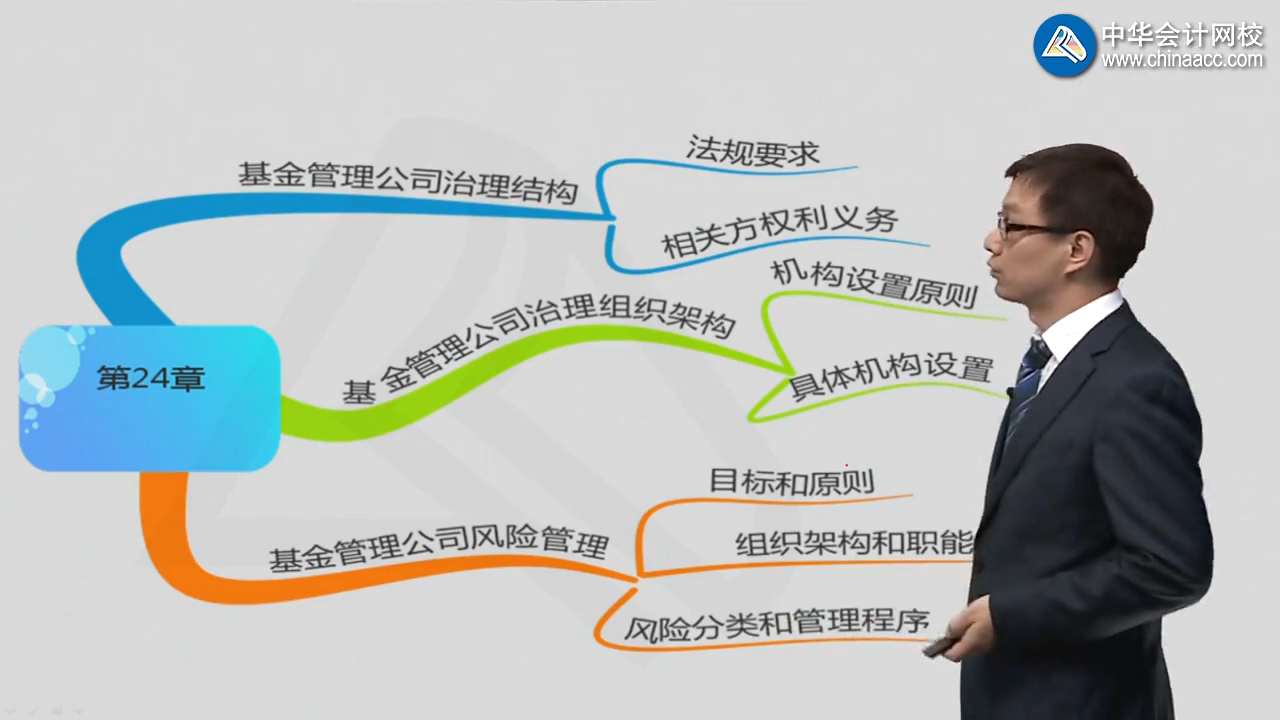 中华会计网校
www.chinaacc.com
基金管理公司治理结构
法规要求
相关方权利义务
第24章
基金管理公司治理组织架构
机构设置原则
具体机构设置
基金管理公司风险管理
目标和原则
组织架构和职能
风险分类和管理程序